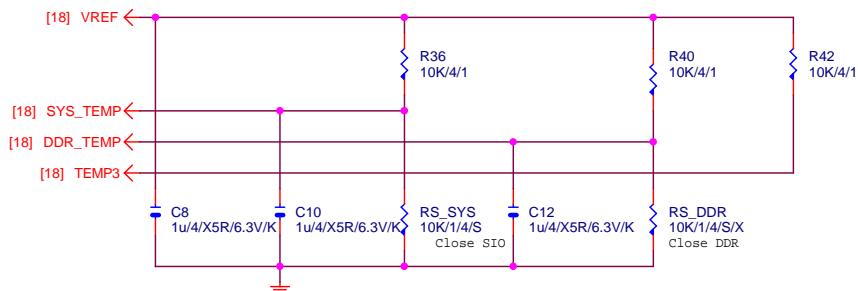 [18] VREF
R36
10K/4/1
R40
10K/4/1
R42
10K/4/1
[18] SYS_TEMP
[18] DDR_TEMP
[18] TEMP3
C8
1u/4/X5R/6.3V/K
C10
1u/4/X5R/6.3V/K
RS_SYS
10K/1/4/S
Close SIO
C12
1u/4/X5R/6.3V/K
RS_DDR
10K/1/4/S/X
Close DDR